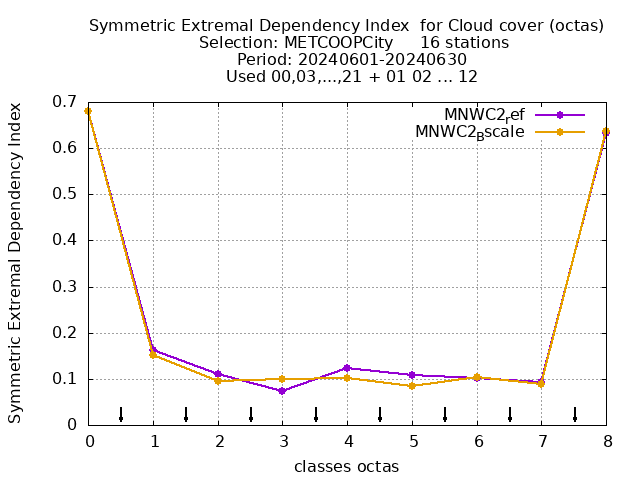 Symmetric Extremal Dependency Index  for Cloud cover (octas)
Selection: METCOOPCity     16 stations
Period: 20240601-20240630
Used 00,03,...,21 + 01 02 ... 12
MNWC2ref
MNWC2Bscale
Symmetric Extremal Dependency Index
0.7
0.6
0.5
0.4
0.3
0.2
0.1
0
0 1 2 3 4 5 6 7 8
classes octas